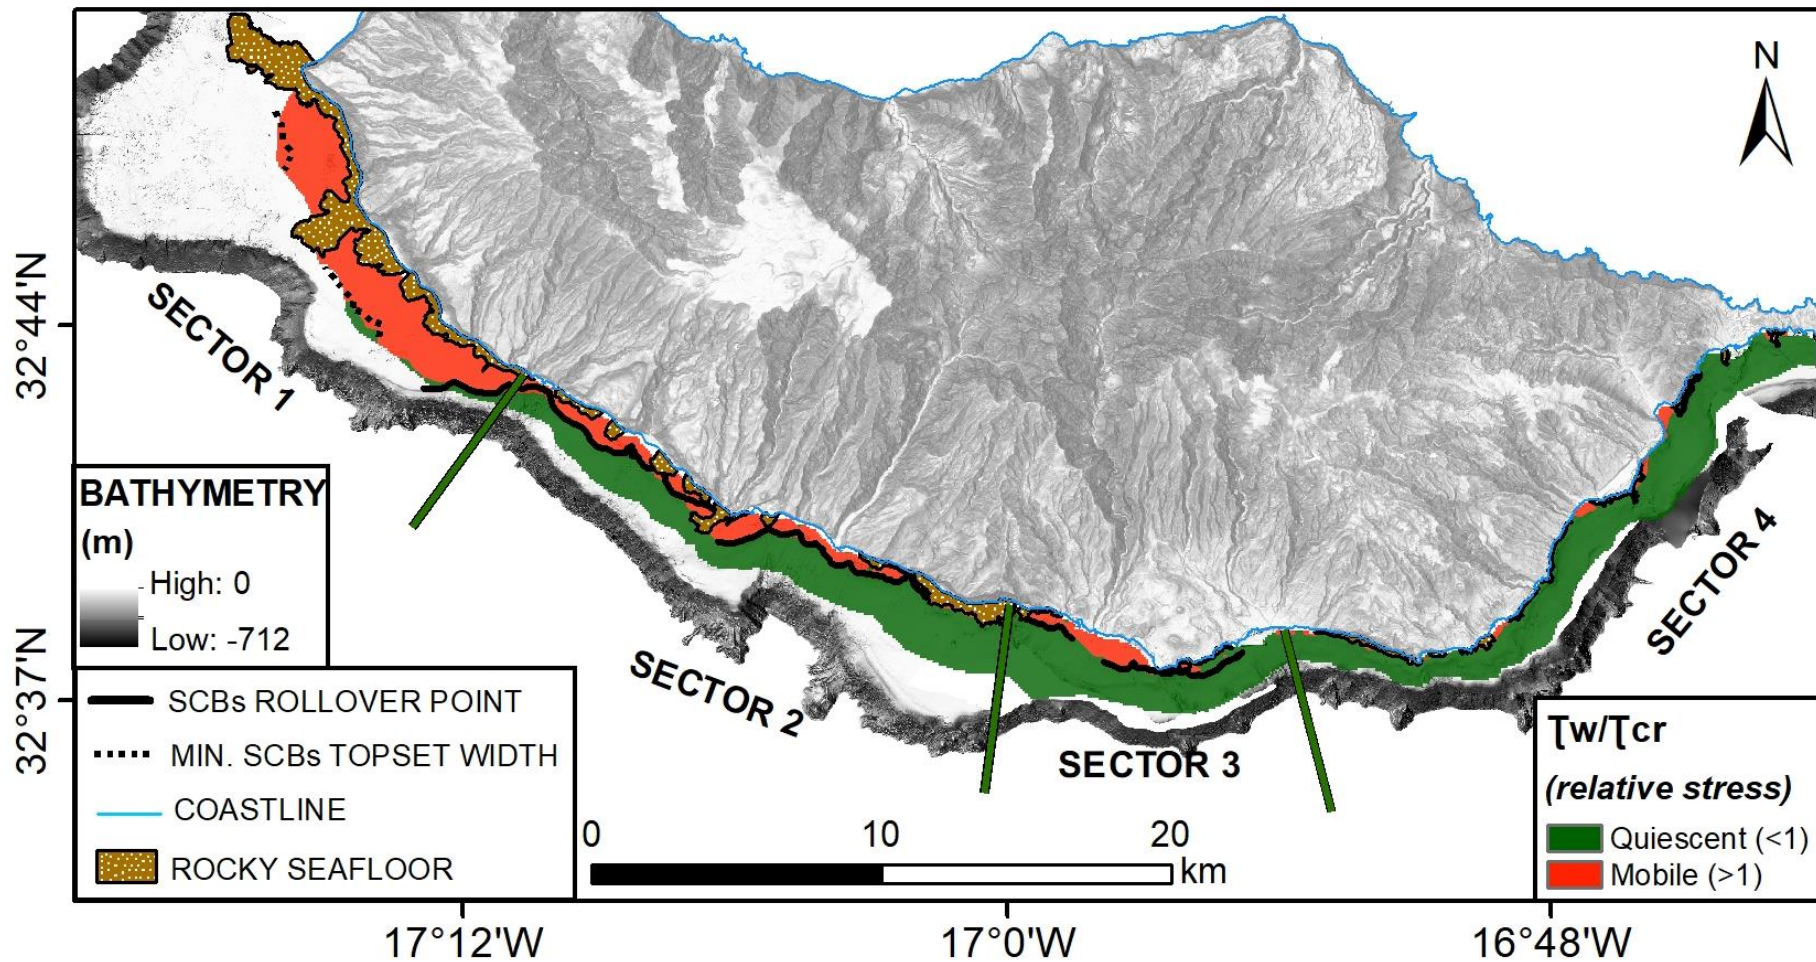 N
32°44'N
32°37'N
SECTOR 1
SECTOR 2
SECTOR 3
SECTOR 4
BATHYMETRY
(m)
High: 0
Low: -712
SCBs ROLLOVER POINT
MIN. SCBs TOPSET WIDTH
COASTLINE
ROCKY SEAFLOOR
0 10 20
km
Ʈw/Ʈcr
(relative stress)
Quiescent (<1)
Mobile (>1)
17°12'W 17°0'W 16°48'W